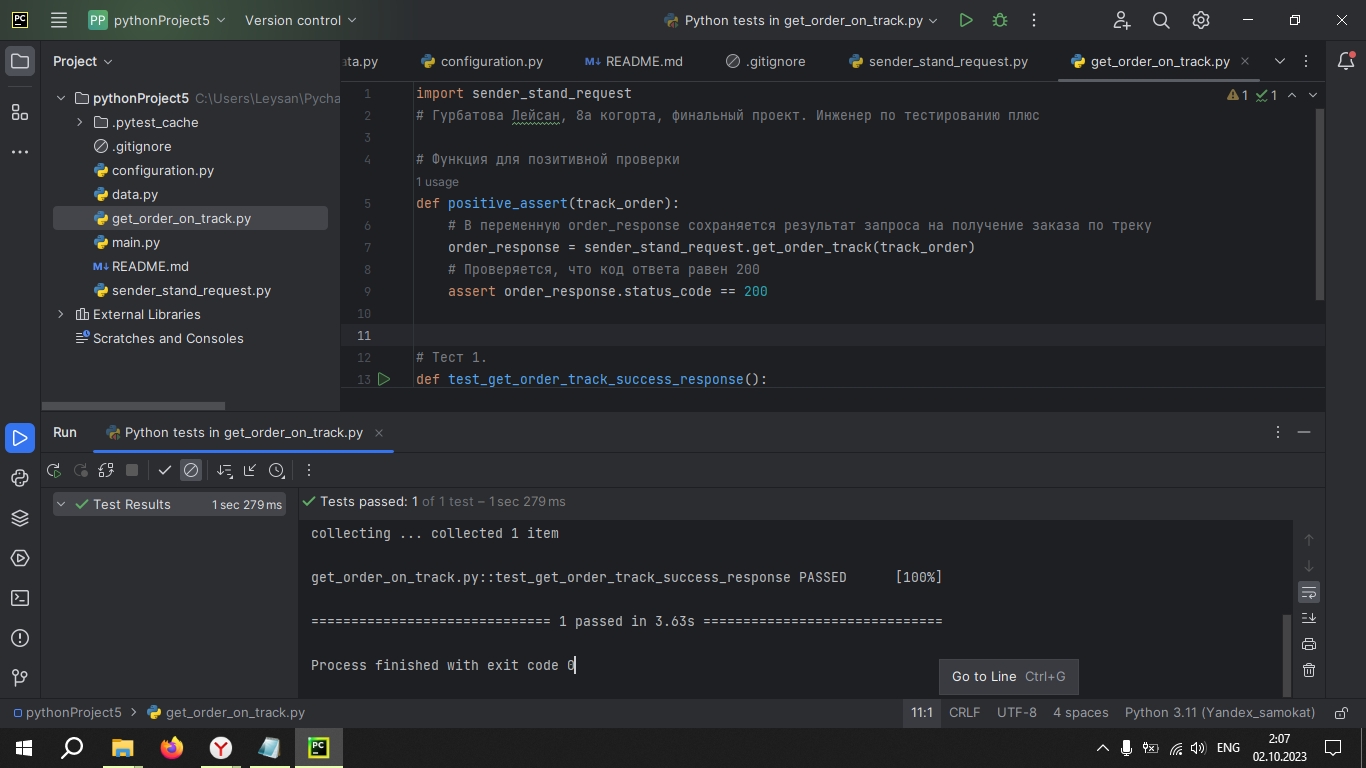 PC
PP pythonProject5
Version control
Python tests in get_order_on_track.py
Project
ata.py
configuration.py
M↓ README.md
.gitignore
sender_stand_request.py
get_order_on_track.py
pythonProject5 C:\Users\Leysan\Pycha
.pytest_cache
.gitignore
configuration.py
data.py
get_order_on_track.py
main.py
M↓ README.md
sender_stand_request.py
External Libraries
Scratches and Consoles
1 1
1 import sender_stand_request
2 # Гурбатова Лейсан, 8а когорта, финальный проект. Инженер по тестированию плюс
3
4 # Функция для позитивной проверки
1 usage
5 def positive_assert(track_order):
6 # В переменную order_response сохраняется результат запроса на получение заказа по треку
7 order_response = sender_stand_request.get_order_track(track_order)
8 # Проверяется, что код ответа равен 200
9 assert order_response.status_code == 200
10
11
12 # Тест 1.
13 def test_get_order_track_success_response():
Run
Python tests in get_order_on_track.py
Test Results 1 sec 279 ms
Tests passed: 1 of 1 test – 1 sec 279 ms
collecting ... collected 1 item
get_order_on_track.py::test_get_order_track_success_response PASSED [100%]
============================== 1 passed in 3.63s ==============================
Process finished with exit code 0
Go to Line Ctrl+G
pythonProject5 > get_order_on_track.py
11:1 CRLF UTF-8 4 spaces Python 3.11 (Yandex_samokat)
PC
ENG
2:07
02.10.2023